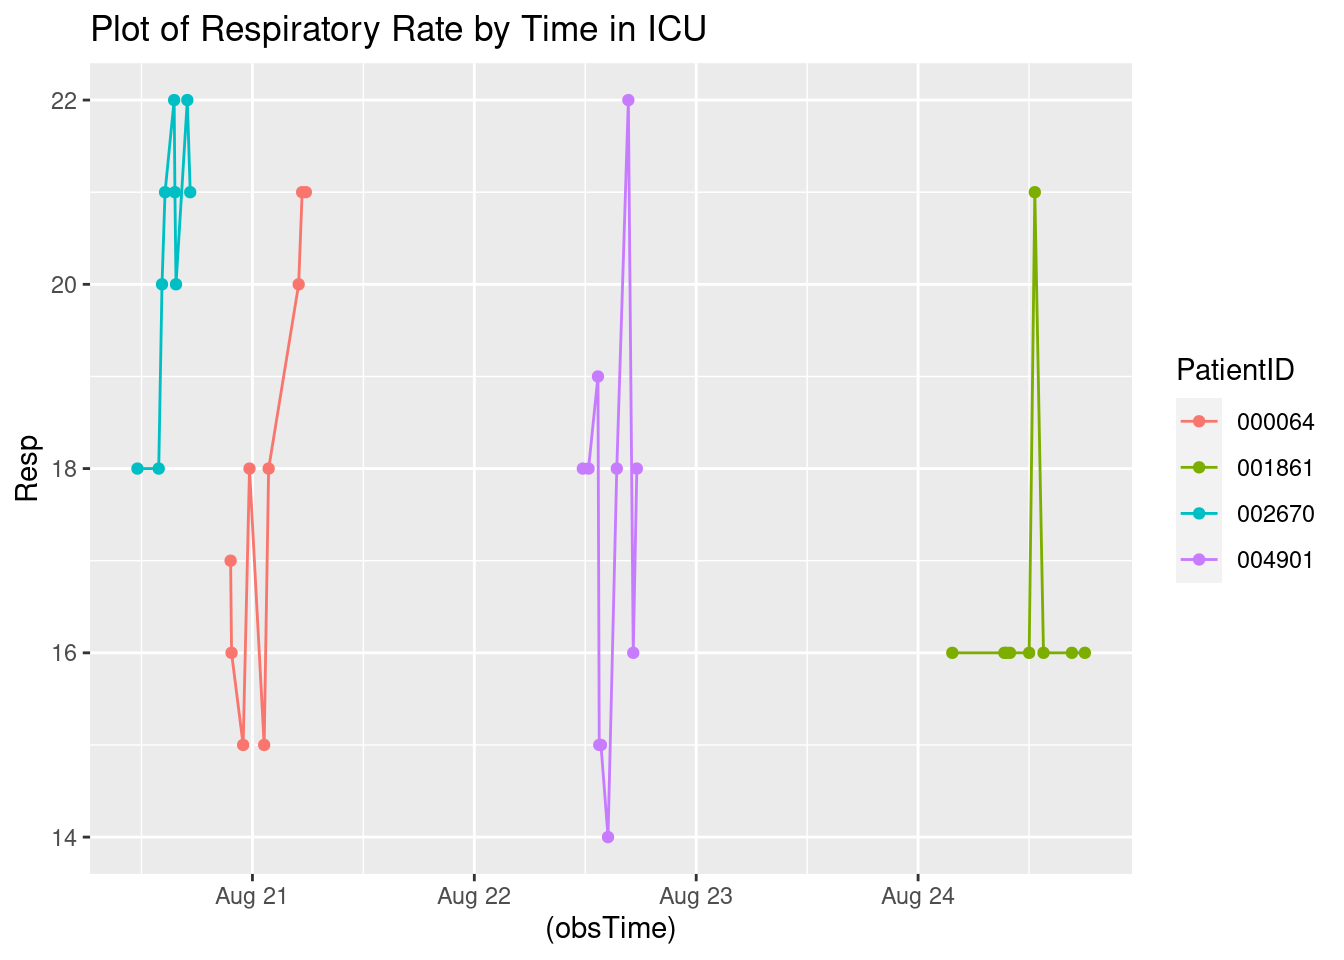 Plot of Respiratory Rate by Time in ICU
22
20
18
16
14
Resp
Aug 21
Aug 22
Aug 23
Aug 24
(obsTime)
PatientID
000064
001861
002670
004901